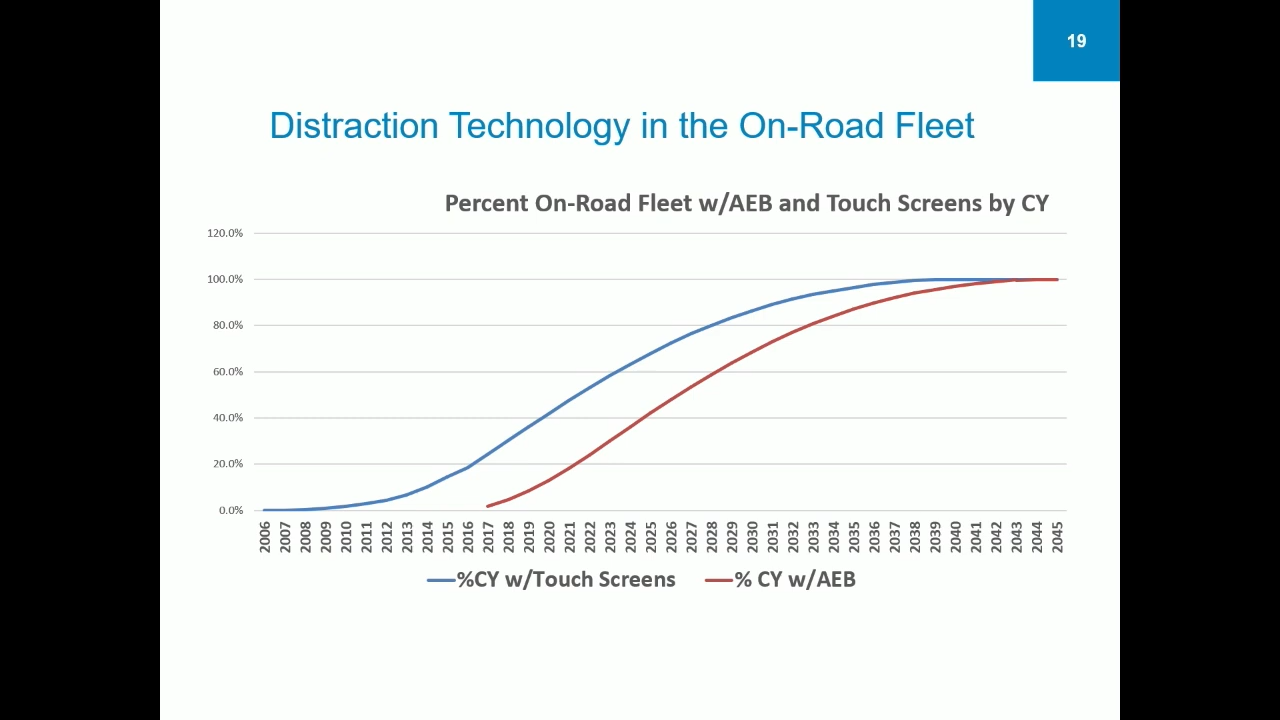 19
Distraction Technology in the On-Road Fleet
Percent On-Road Fleet w/AEB and Touch Screens by CY
120.0%
100.0%
80.0%
60.0%
40.0%
20.0%
0.0%
2006 2007 2008 2009 2010 2011 2012 2013 2014 2015 2016 2017 2018 2019 2020 2021 2022 2023 2024 2025 2026 2027 2028 2029 2030 2031 2032 2033 2034 2035 2036 2037 2038 2039 2040 2041 2042 2043 2044 2045
%CY w/Touch Screens % CY w/AEB